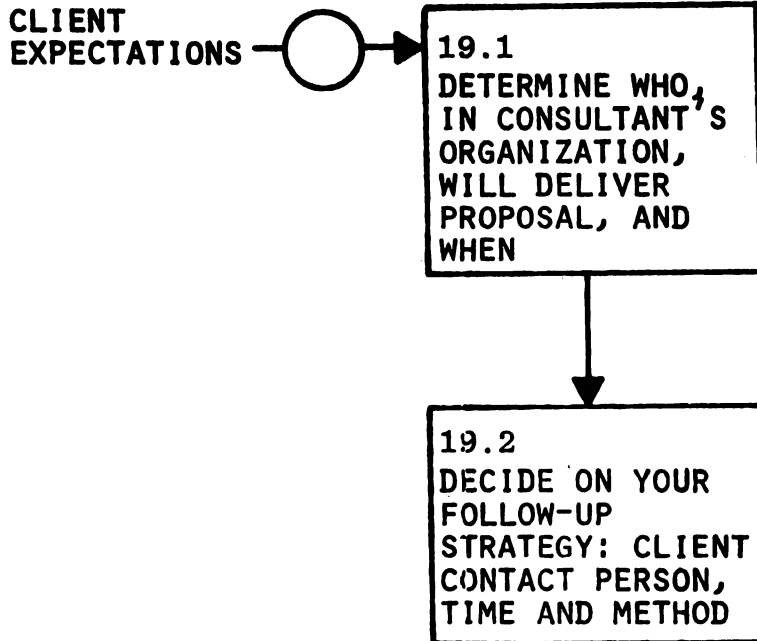 CLIENT
EXPECTATIONS
19.1
DETERMINE WHO,
IN CONSULTANT'S
ORGANIZATION,
WILL DELIVER
PROPOSAL, AND
WHEN
19.2
DECIDE ON YOUR
FOLLOW-UP
STRATEGY: CLIENT
CONTACT PERSON,
TIME AND METHOD